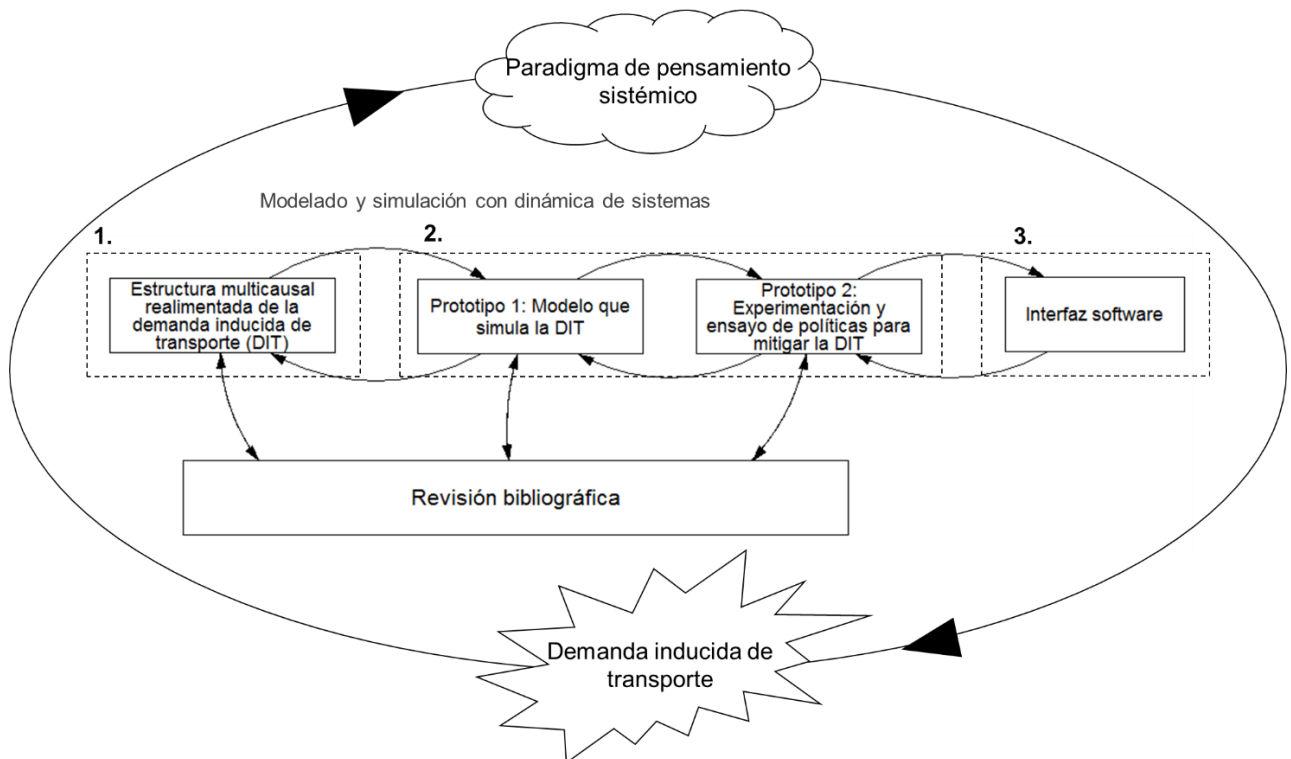 Paradigma de pensamiento
sistémico
Modelado y simulación con dinámica de sistemas
1.
2.
3.
Estructura multicausal
realimentada de la
demanda inducida de
transporte (DIT)
Prototipo 1: Modelo que
simula la DIT
Prototipo 2:
Experimentación y
ensayo de políticas para
mitigar la DIT
Interfaz software
Revisión bibliográfica
Demanda inducida de
transporte